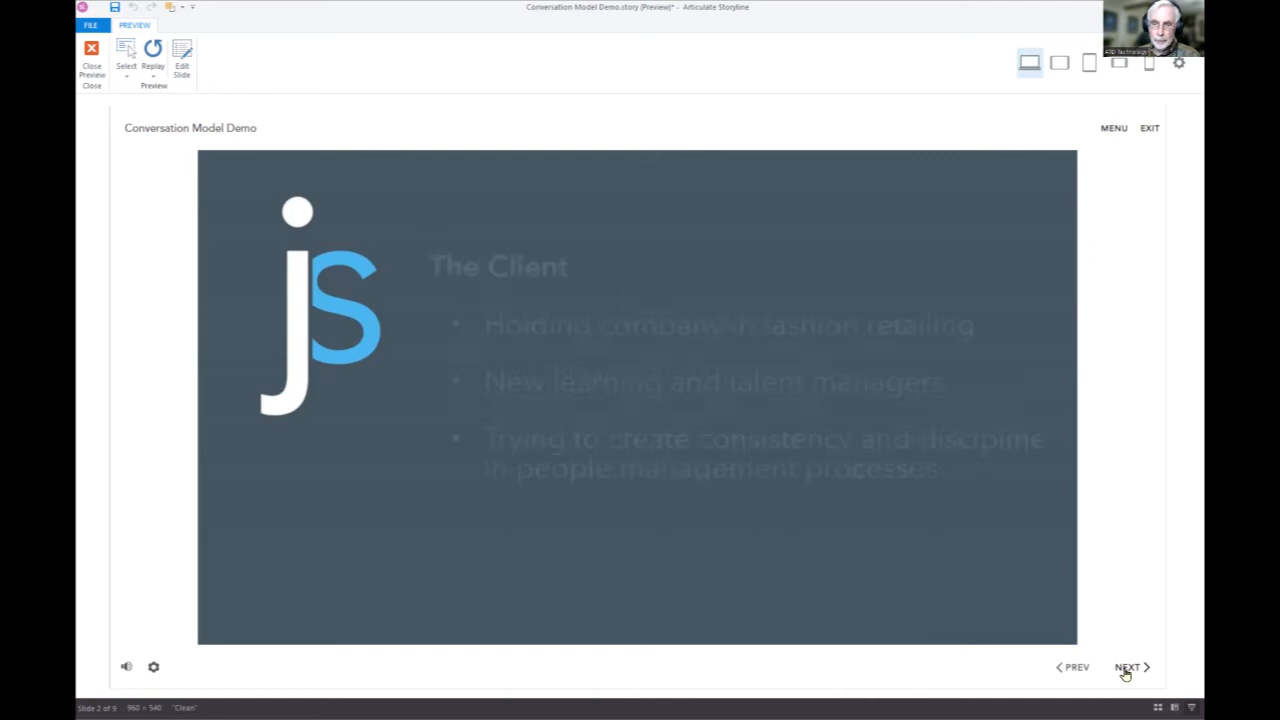 Conversation Model Demo.story (Preview)* - Articulate Storyline
FILE PREVIEW
Close Preview
Select
Replay
Edit Slide
Close
Preview
ATD Technology
Conversation Model Demo
MENU EXIT
js
The Client
• Holding company in fashion retailing
• New learning and talent managers
• Trying to create consistency and discipline
in people management processes
PREV NEXT
Slide 2 of 9 960 × 540 "Clean"